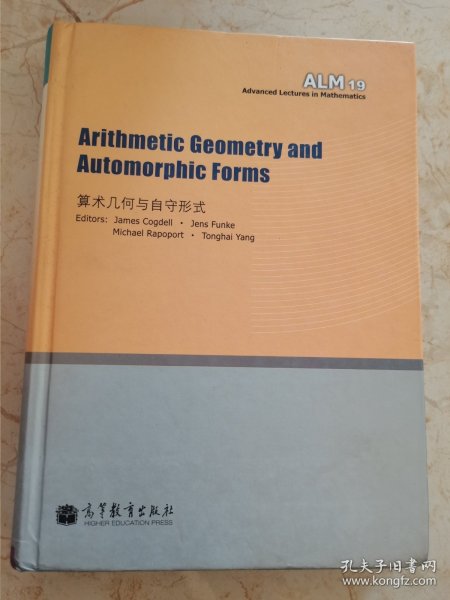 ALM 19
Advanced Lectures in Mathematics
Arithmetic Geometry and
Automorphic Forms
算术几何与自守形式
Editors: James Cogdell • Jens Funke
Michael Rapoport • Tonghai Yang
高等教育出版社
HIGHER EDUCATION PRESS
孔夫子旧书网
www.kongfz.com